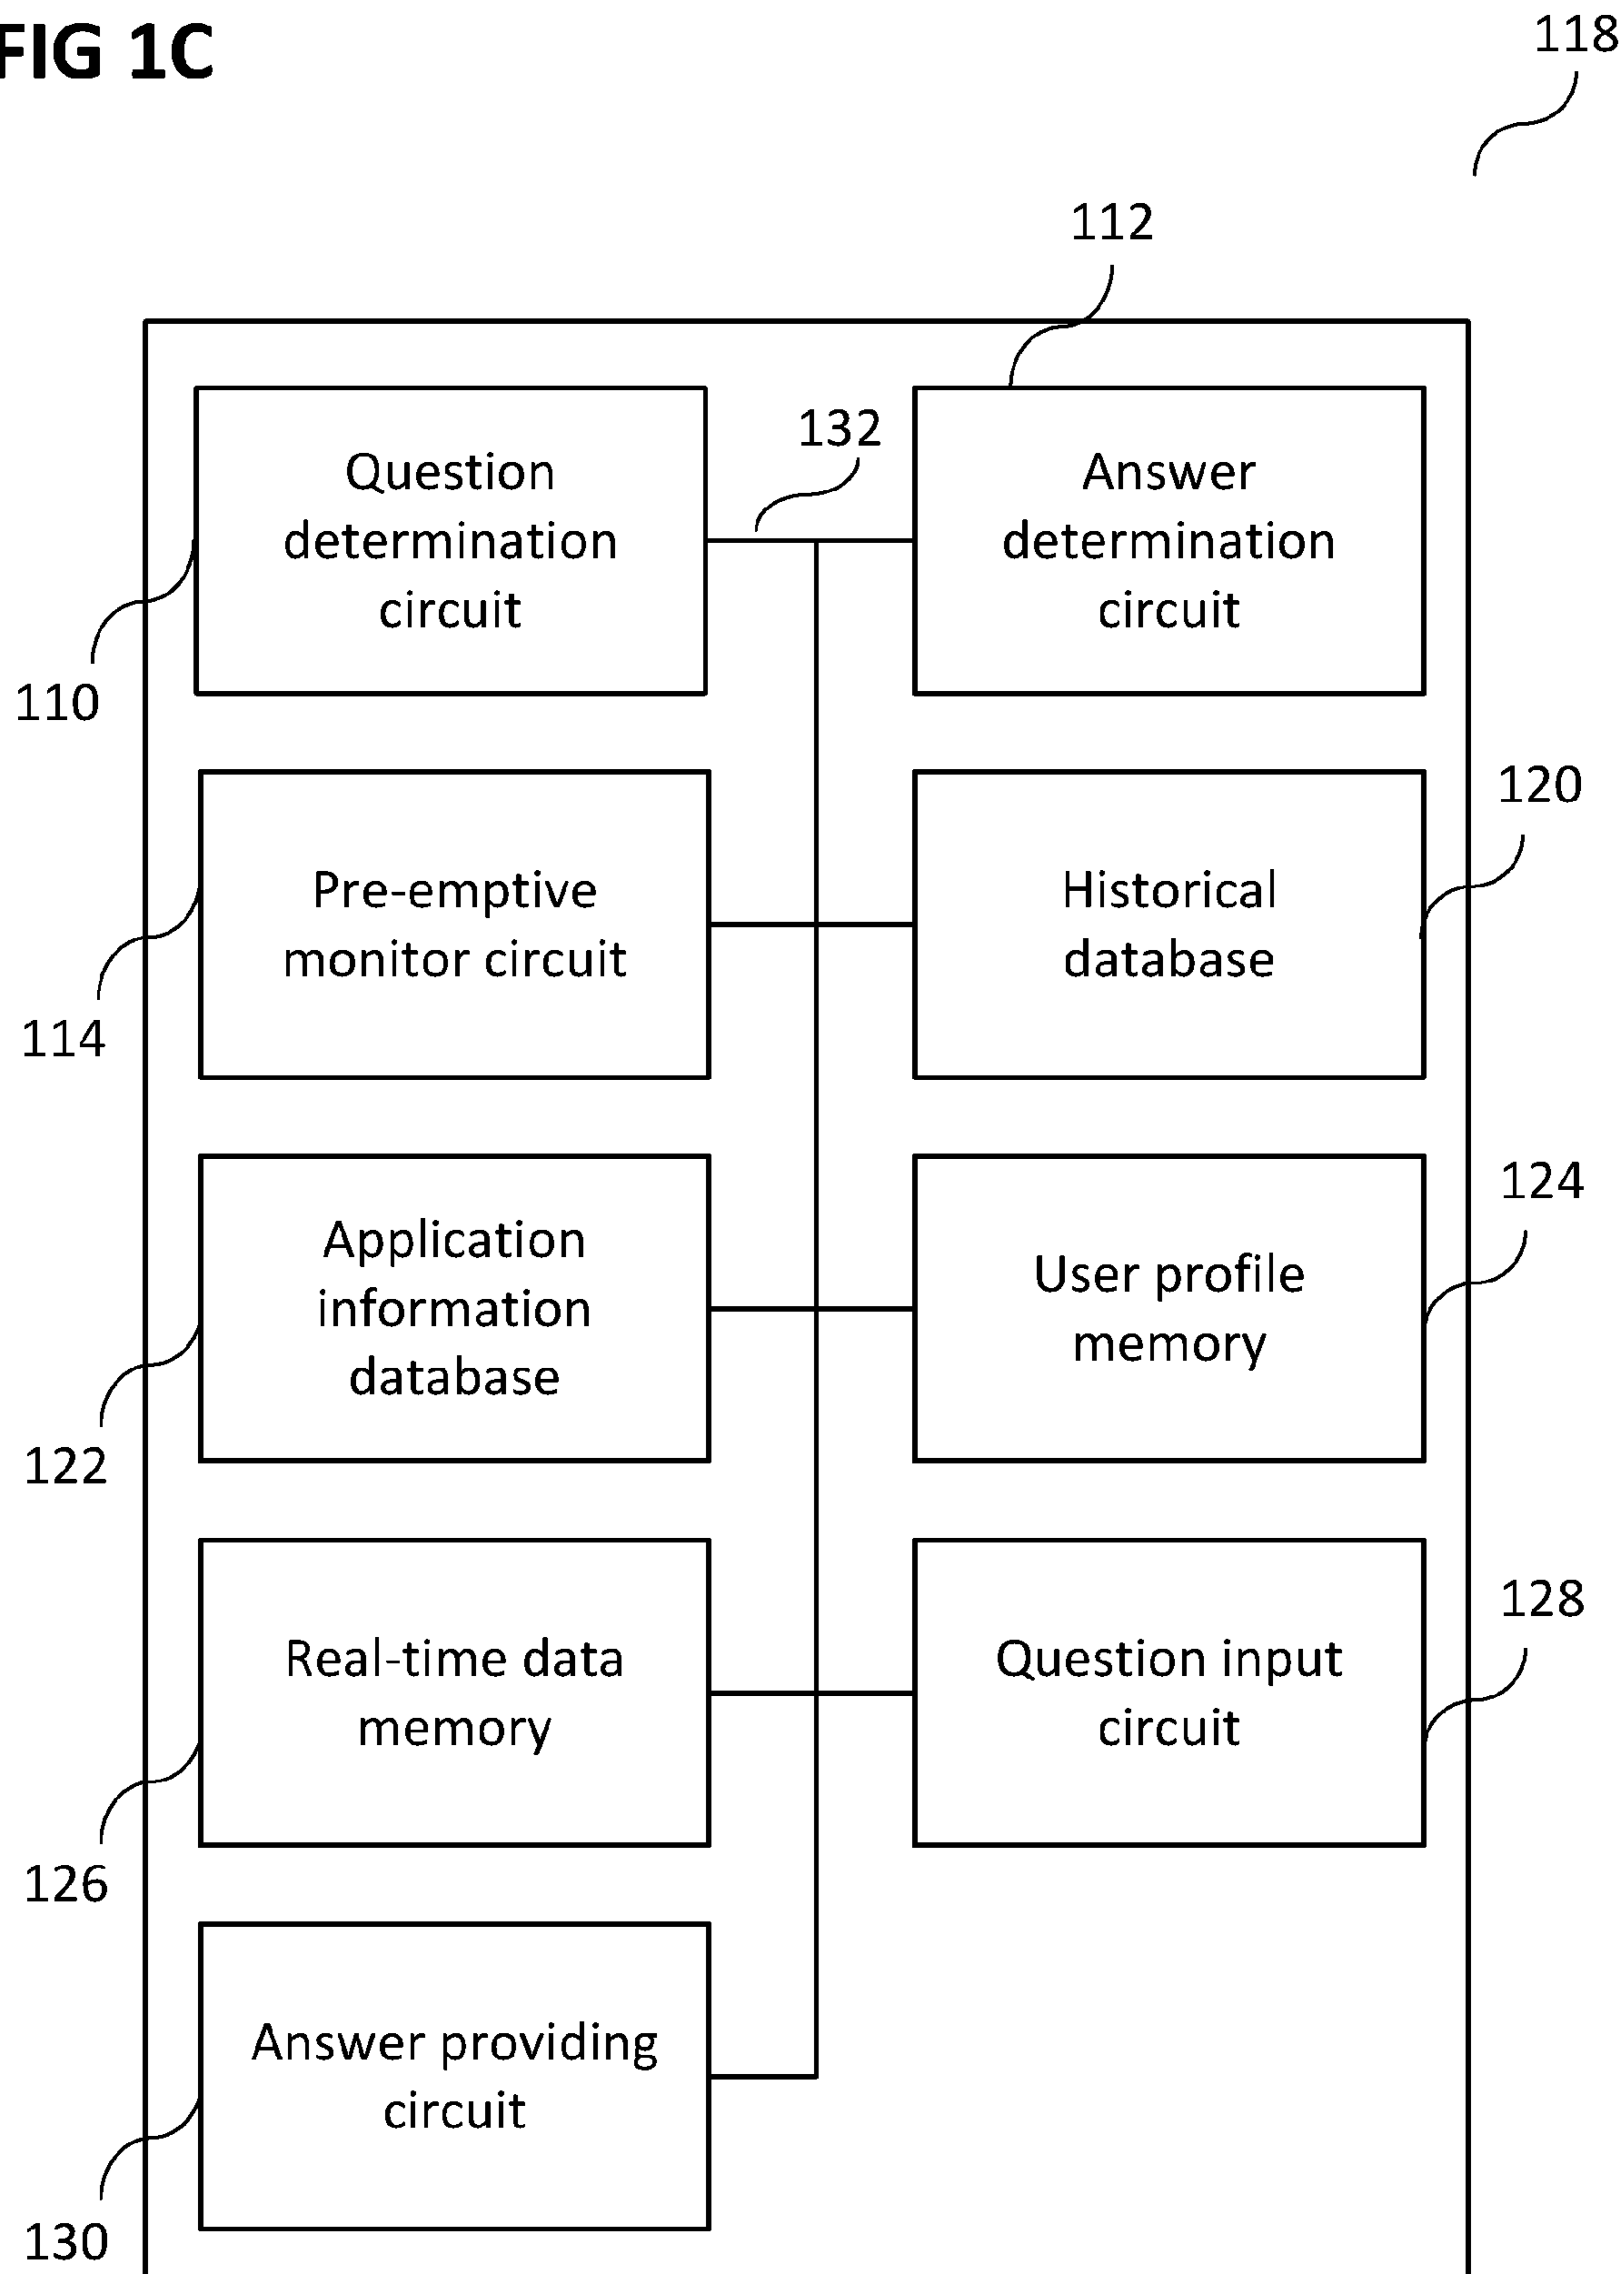 FIG 1C
118
112
132
Question
determination
circuit
Answer
determination
circuit
110
120
Pre-emptive
monitor circuit
Historical
database
114
124
Application
information
database
User profile
memory
122
128
Real-time data
memory
Question input
circuit
126
Answer providing
circuit
130